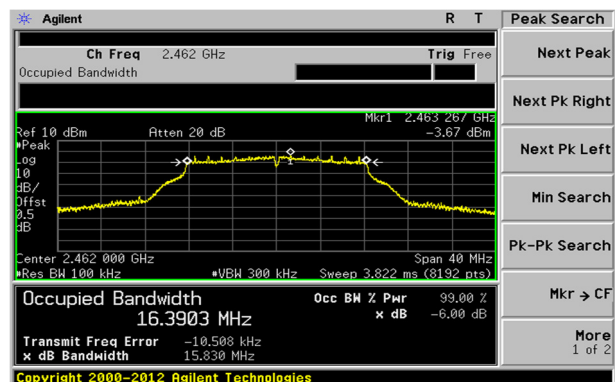 Agilent R T
Peak Search
Ch Freq 2.462 GHz Trig Free
Occupied Bandwidth
Next Peak
Next Pk Right
Next Pk Left
Min Search
Pk-Pk Search
Mkr → CF
More
1 of 2
Mkr1 2.463 267 GHz
Ref 10 dBm Atten 20 dB -3.67 dBm
#Peak
Log
10
dB/
Offst
0.5
dB
1
Center 2.462 000 GHz Span 40 MHz
#Res BW 100 kHz #VBW 300 kHz Sweep 3.822 ms (8192 pts)
Occupied Bandwidth
16.3903 MHz
Occ BW % Pwr 99.00 %
x dB -6.00 dB
Transmit Freq Error -10.508 kHz
x dB Bandwidth 15.830 MHz
Copyright 2000-2012 Agilent Technologies